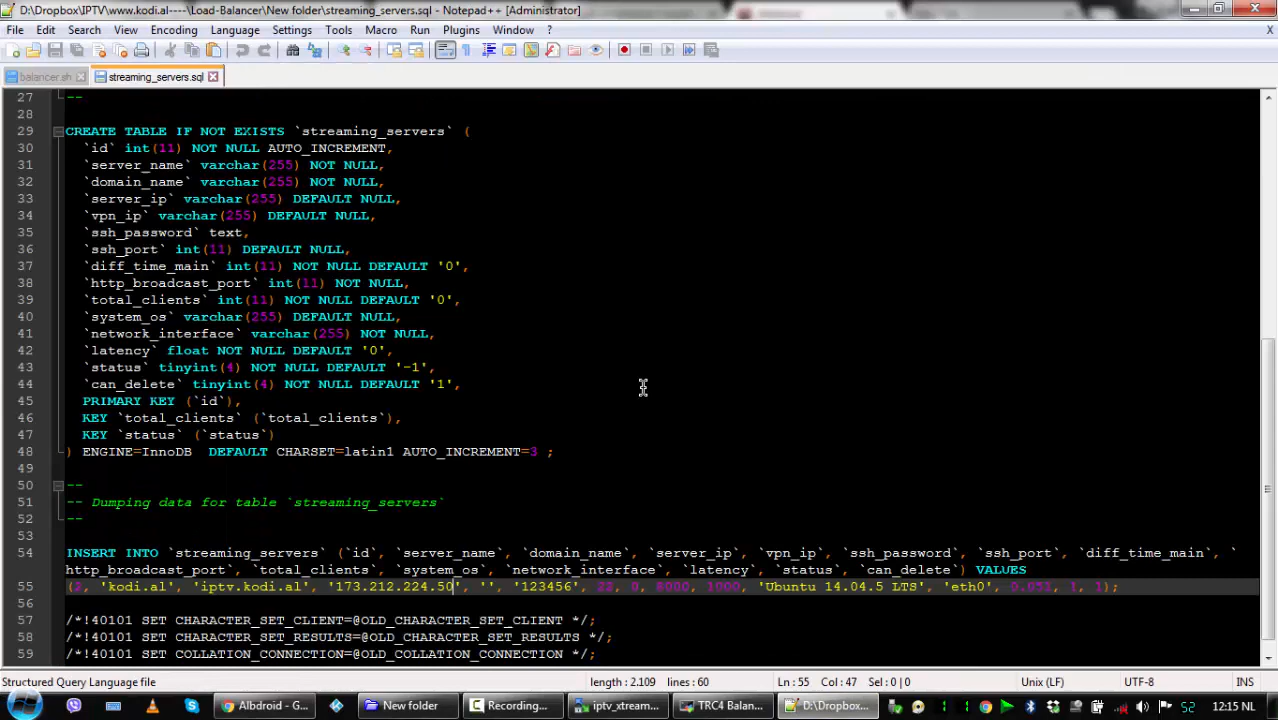 D:\Dropbox\IPTV\www.kodi.al----\Load-Balancer\New folder\streaming_servers.sql - Notepad++ [Administrator]
File Edit Search View Encoding Language Settings Tools Macro Run Plugins Window ? X
balancer.sh streaming_servers.sql
27 --
28
29 CREATE TABLE IF NOT EXISTS `streaming_servers` (
30 `id` int(11) NOT NULL AUTO_INCREMENT,
31 `server_name` varchar(255) NOT NULL,
32 `domain_name` varchar(255) NOT NULL,
33 `server_ip` varchar(255) DEFAULT NULL,
34 `vpn_ip` varchar(255) DEFAULT NULL,
35 `ssh_password` text,
36 `ssh_port` int(11) DEFAULT NULL,
37 `diff_time_main` int(11) NOT NULL DEFAULT '0',
38 `http_broadcast_port` int(11) NOT NULL,
39 `total_clients` int(11) NOT NULL DEFAULT '0',
40 `system_os` varchar(255) DEFAULT NULL,
41 `network_interface` varchar(255) NOT NULL,
42 `latency` float NOT NULL DEFAULT '0',
43 `status` tinyint(4) NOT NULL DEFAULT '-1',
44 `can_delete` tinyint(4) NOT NULL DEFAULT '1',
45 PRIMARY KEY (`id`),
46 KEY `total_clients` (`total_clients`),
47 KEY `status` (`status`)
48 ) ENGINE=InnoDB DEFAULT CHARSET=latin1 AUTO_INCREMENT=3 ;
49
50 --
51 -- Dumping data for table `streaming_servers`
52 --
53
54 INSERT INTO `streaming_servers` (`id`, `server_name`, `domain_name`, `server_ip`, `vpn_ip`, `ssh_password`, `ssh_port`, `diff_time_main`, `
http_broadcast_port`, `total_clients`, `system_os`, `network_interface`, `latency`, `status`, `can_delete`) VALUES
55 (2, 'kodi.al', 'iptv.kodi.al', '173.212.224.50', '', '123456', 22, 0, 8000, 1000, 'Ubuntu 14.04.5 LTS', 'eth0', 0.053, 1, 1);
56
57 /*!40101 SET CHARACTER_SET_CLIENT=@OLD_CHARACTER_SET_CLIENT */;
58 /*!40101 SET CHARACTER_SET_RESULTS=@OLD_CHARACTER_SET_RESULTS */;
59 /*!40101 SET COLLATION_CONNECTION=@OLD_COLLATION_CONNECTION */;
Structured Query Language file length : 2.109 lines : 60 Ln : 55 Col : 47 Sel : 0 | 0 Unix (LF) UTF-8 INS
Albdroid - G... New folder Recording... iptv_xtream... TRC4 Balan... D:\Dropbox... 12:15 NL